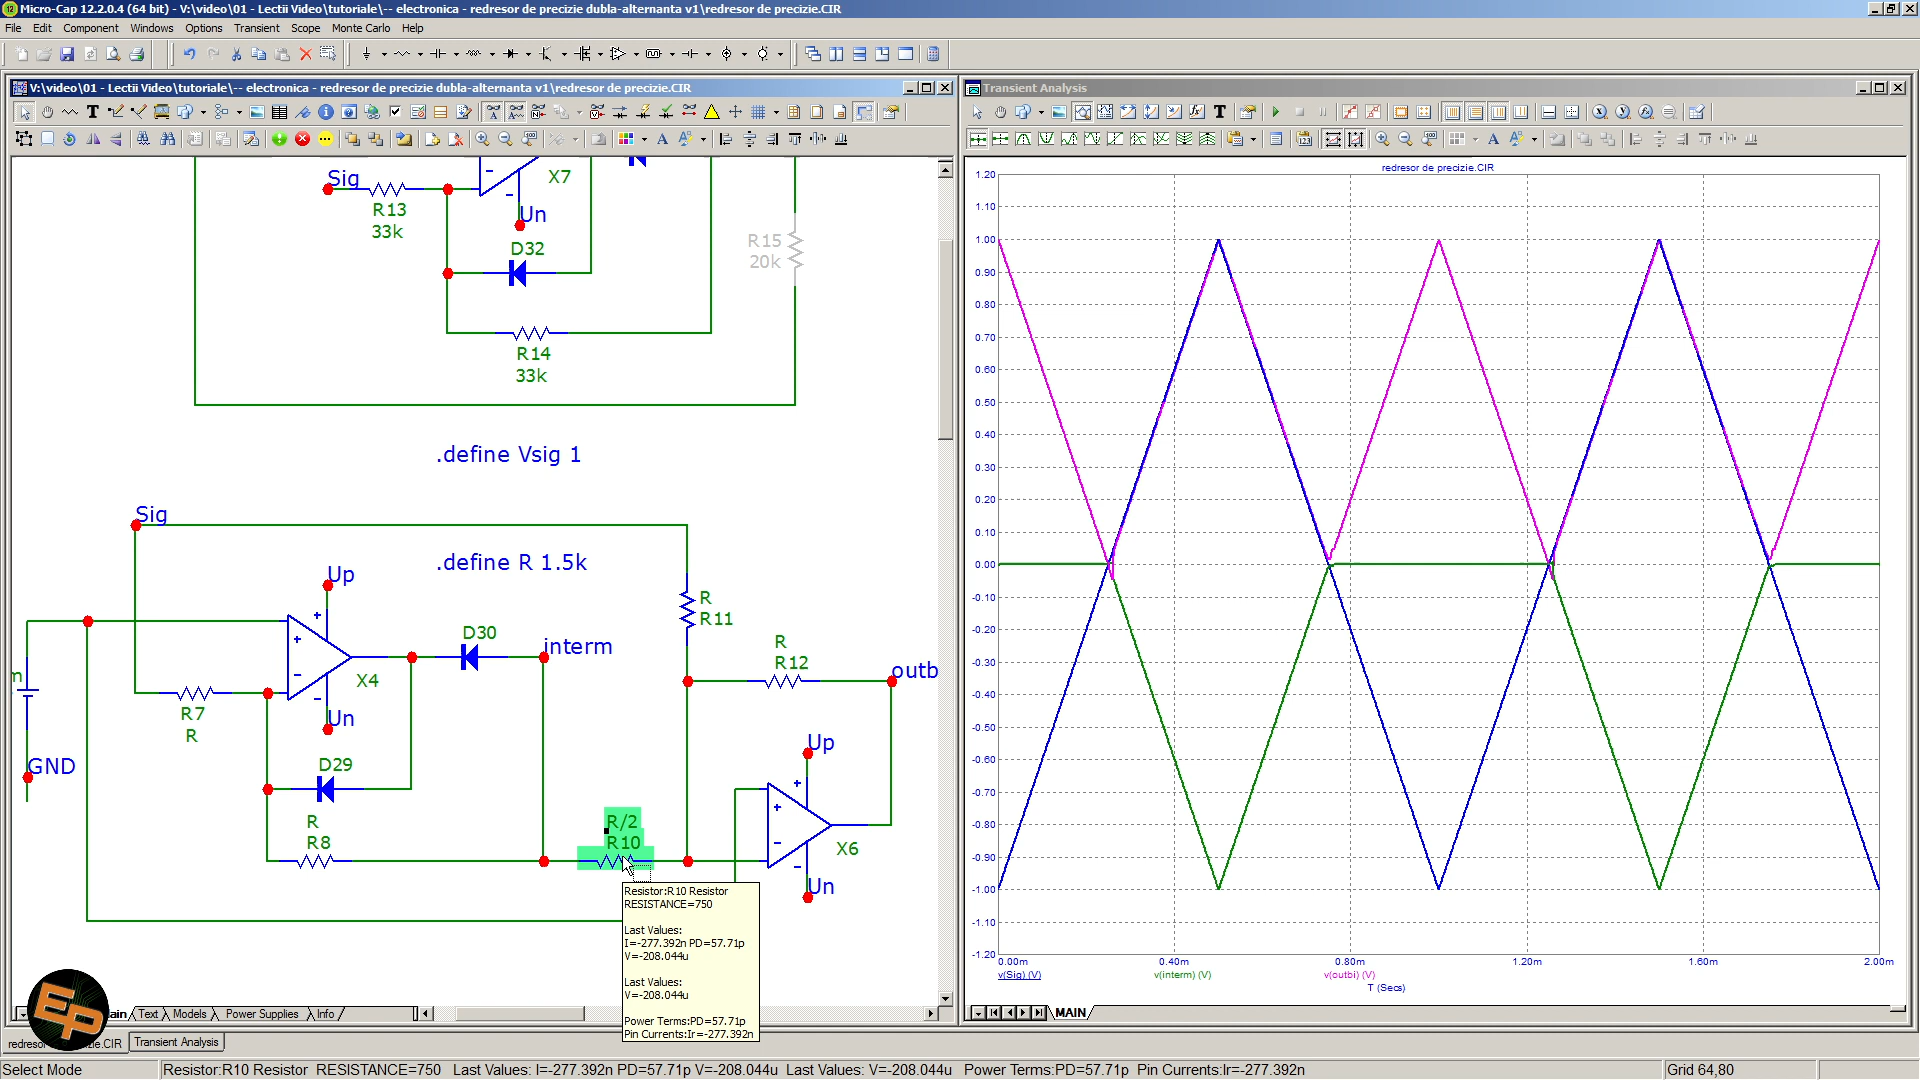 Micro-Cap 12.2.0.4 (64 bit) - V:\video\01 - Lectii Video\tutoriale\-- electronica - redresor de precizie dubla-alternanta v1\redresor de precizie.CIR
File Edit Component Windows Options Transient Scope Monte Carlo Help
V:\video\01 - Lectii Video\tutoriale\-- electronica - redresor de precizie dubla-alternanta v1\redresor de precizie.CIR
Transient Analysis
Sig
R13
33k
X7
Un
D32
R15
20k
R14
33k
.define Vsig 1
Sig
.define R 1.5k
Up
D30
interm
R
R11
R
R12
outb
X4
Un
R7
R
GND
D29
R
R8
R/2
R10
Up
X6
Un
Resistor:R10 Resistor
RESISTANCE=750
Last Values:
I=-277.392n PD=57.71p
V=-208.044u
Last Values:
V=-208.044u
Power Terms:PD=57.71p
Pin Currents:Ir=-277.392n
redresor de precizie.CIR
1.20
1.10
1.00
0.90
0.80
0.70
0.60
0.50
0.40
0.30
0.20
0.10
0.00
-0.10
-0.20
-0.30
-0.40
-0.50
-0.60
-0.70
-0.80
-0.90
-1.00
-1.10
-1.20
0.00m 0.40m 0.80m 1.20m 1.60m 2.00m
v(Sig) (V) v(interm) (V) v(outbi) (V)
T (Secs)
MAIN
Text Models Power Supplies Info
EP
Transient Analysis
Select Mode Resistor:R10 Resistor RESISTANCE=750 Last Values: I=-277.392n PD=57.71p V=-208.044u Last Values: V=-208.044u Power Terms:PD=57.71p Pin Currents:Ir=-277.392n Grid 64,80